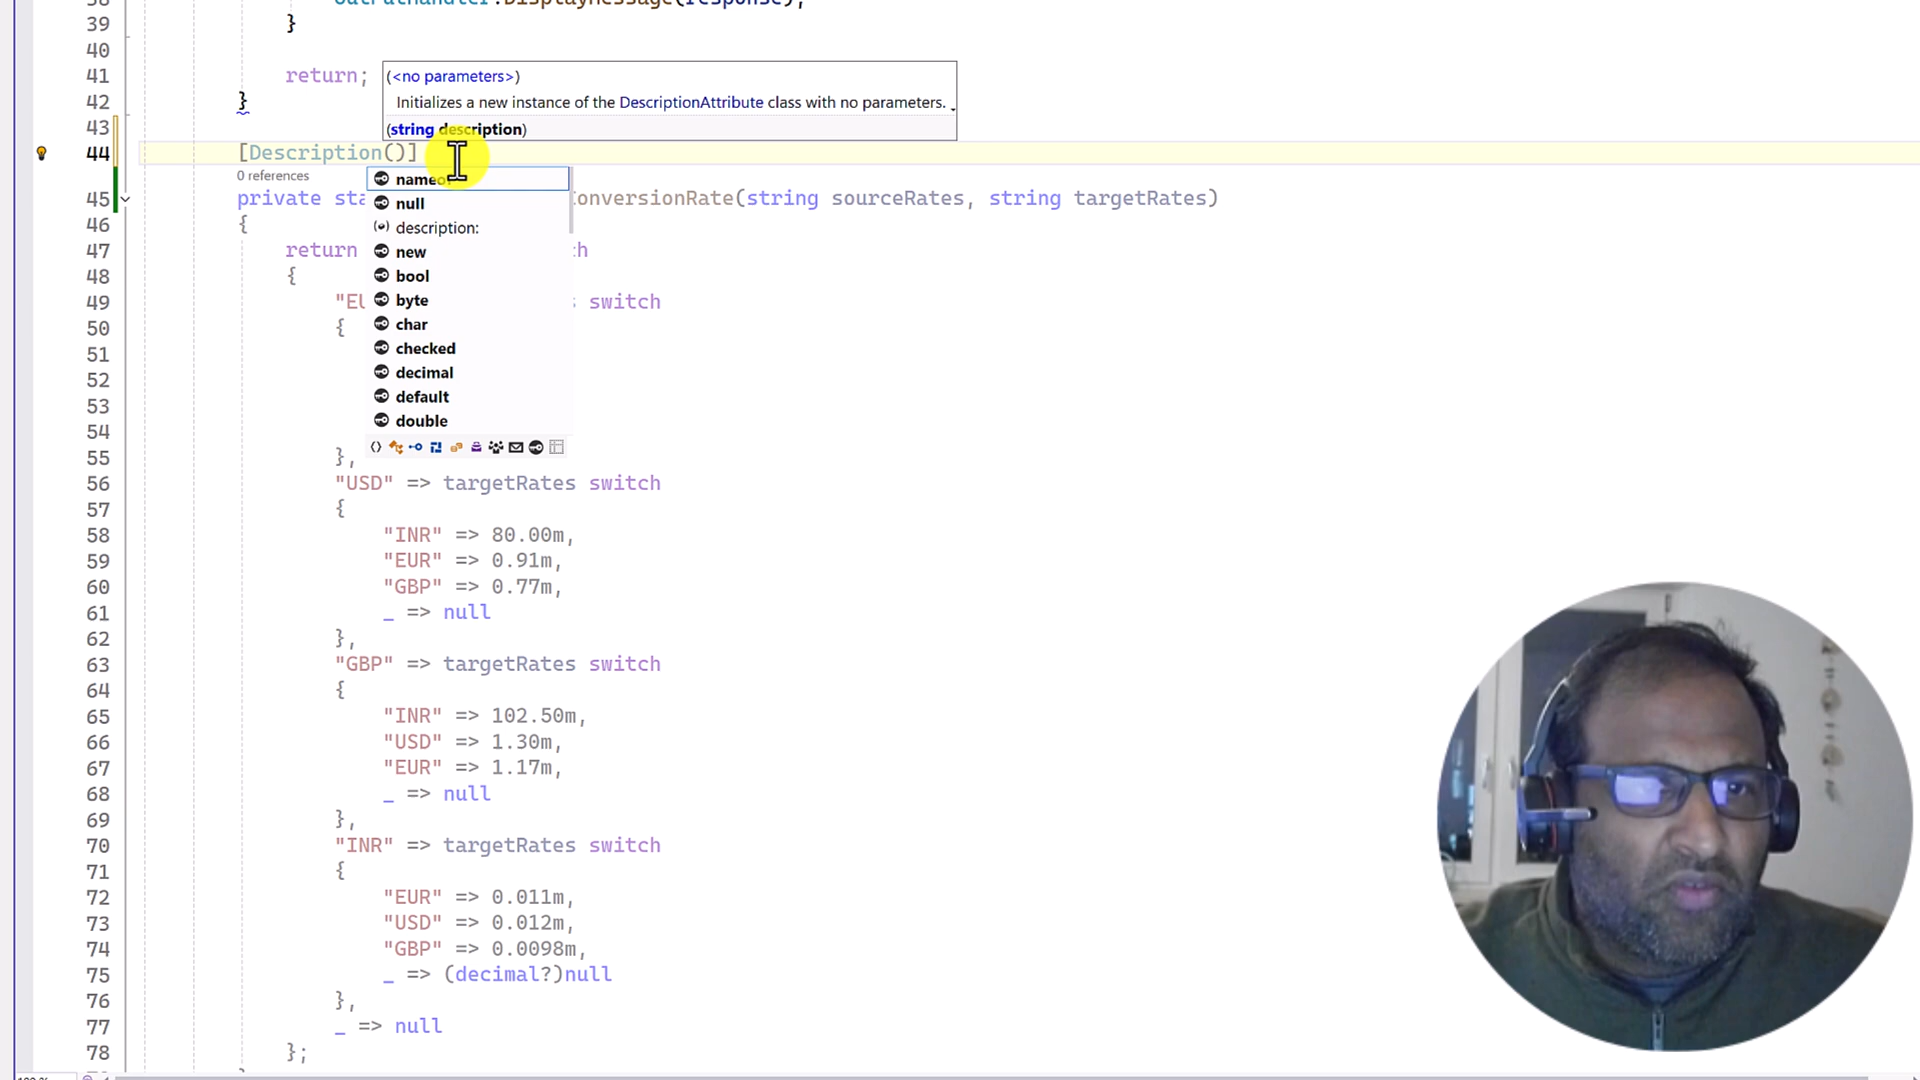 38 outputHandler.DisplayMessage(response);
39 }
40
41 return;
(<no parameters>)
Initializes a new instance of the DescriptionAttribute class with no parameters.
(string description)
42 }
43
44 [Description()]
0 references
45 private sta onversionRate(string sourceRates, string targetRates)
46 {
47 return h
48 {
49 "EU s switch
50 {
51
52
53
54
55 },
nameof
null
description:
new
bool
byte
char
checked
decimal
default
double
56 "USD" => targetRates switch
57 {
58 "INR" => 80.00m,
59 "EUR" => 0.91m,
60 "GBP" => 0.77m,
61 _ => null
62 },
63 "GBP" => targetRates switch
64 {
65 "INR" => 102.50m,
66 "USD" => 1.30m,
67 "EUR" => 1.17m,
68 _ => null
69 },
70 "INR" => targetRates switch
71 {
72 "EUR" => 0.011m,
73 "USD" => 0.012m,
74 "GBP" => 0.0098m,
75 _ => (decimal?)null
76 },
77 _ => null
78 };